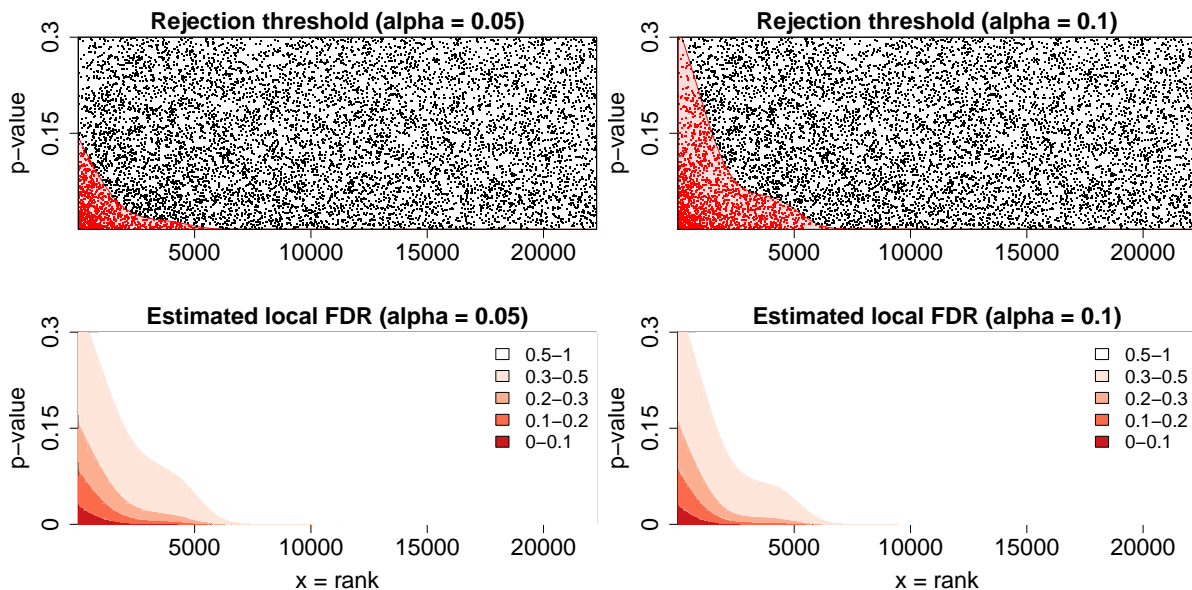 Rejection threshold (alpha = 0.05)
p−value
0.3
0.15
0
5000 10000 15000 20000
Rejection threshold (alpha = 0.1)
p−value
0.3
0.15
0
5000 10000 15000 20000
Estimated local FDR (alpha = 0.05)
p−value
0.3
0.15
0
0.5−1
0.3−0.5
0.2−0.3
0.1−0.2
0−0.1
5000 10000 15000 20000
x = rank
Estimated local FDR (alpha = 0.1)
p−value
0.3
0.15
0
0.5−1
0.3−0.5
0.2−0.3
0.1−0.2
0−0.1
5000 10000 15000 20000
x = rank